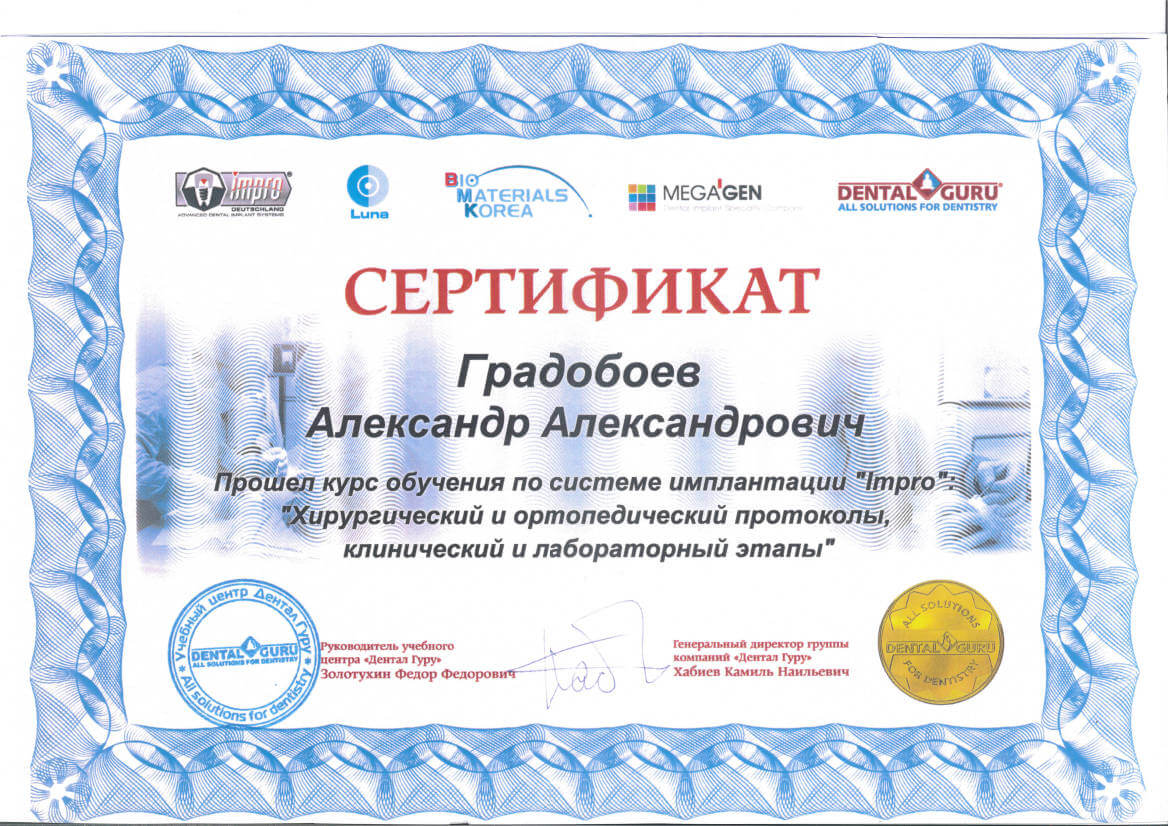 impro®
DEUTSCHLAND
ADVANCED DENTAL IMPLANT SYSTEMS
Luna
BIO
MATERIALS
KOREA
MEGA'GEN
Dental Implant Specialty Company
DENTAL GURU®
ALL SOLUTIONS FOR DENTISTRY
СЕРТИФИКАТ
Градобоев
Александр Александрович
Прошел курс обучения по системе имплантации "Impro":
"Хирургический и ортопедический протоколы,
клинический и лабораторный этапы"
Учебный центр Дентал Гуру
DENTAL GURU
ALL SOLUTIONS FOR DENTISTRY
* All solutions for dentistry *
Руководитель учебного
центра «Дентал Гуру»
Золотухин Федор Федорович
Генеральный директор группы
компаний «Дентал Гуру»
Хабиев Камиль Наильевич
ALL SOLUTIONS
DENTAL GURU
FOR DENTISTRY